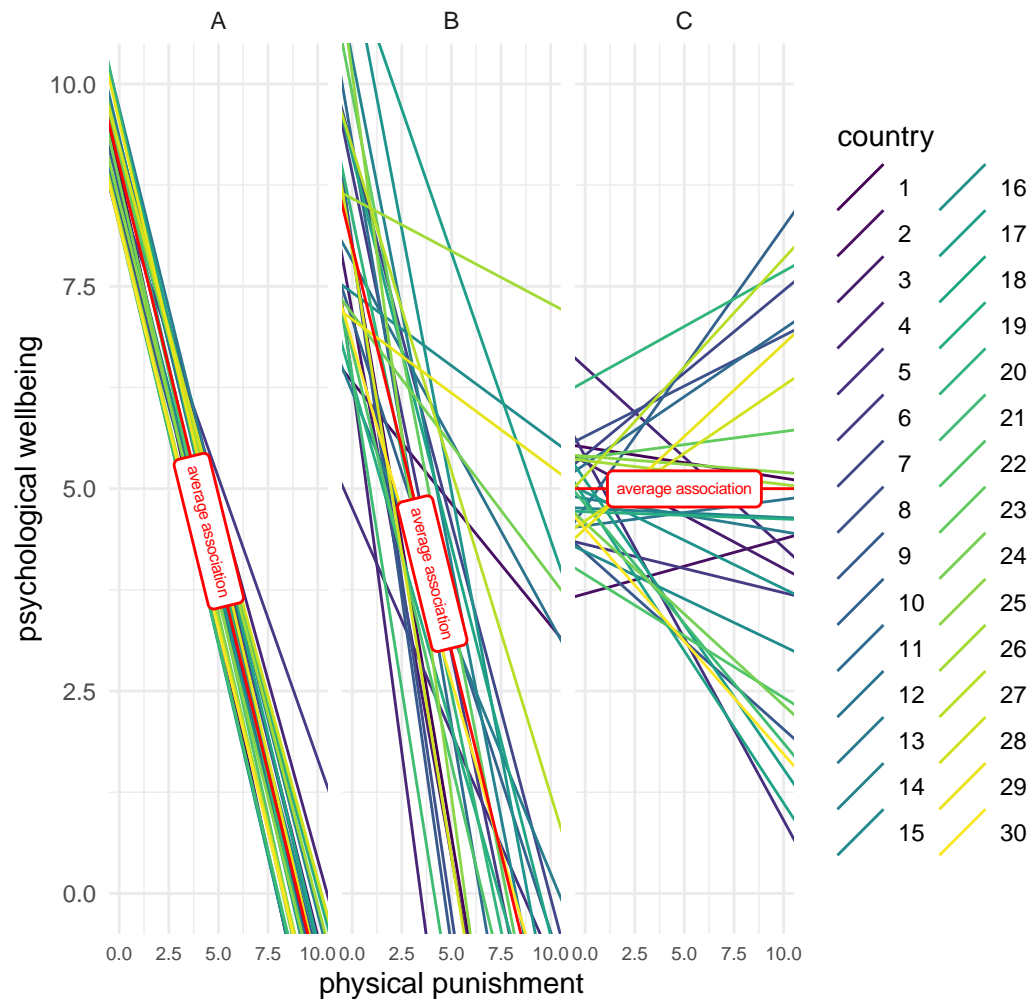 A B C
psychological wellbeing
10.0
7.5
5.0
2.5
0.0
average association
average association
average association
0.0 2.5 5.0 7.5 10.0 0.0 2.5 5.0 7.5 10.0 0.0 2.5 5.0 7.5 10.0
physical punishment
country
1 16
2 17
3 18
4 19
5 20
6 21
7 22
8 23
9 24
10 25
11 26
12 27
13 28
14 29
15 30